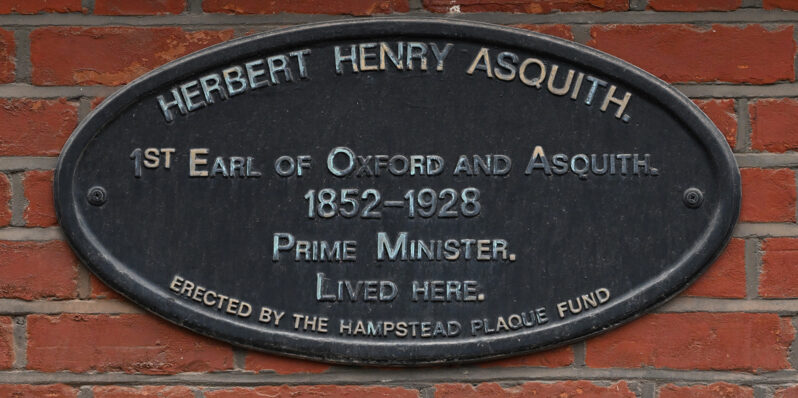 Herbert Henry Asquith.
1st Earl of Oxford and Asquith.
1852–1928
Prime Minister.
Lived here.
Erected by the Hampstead Plaque Fund